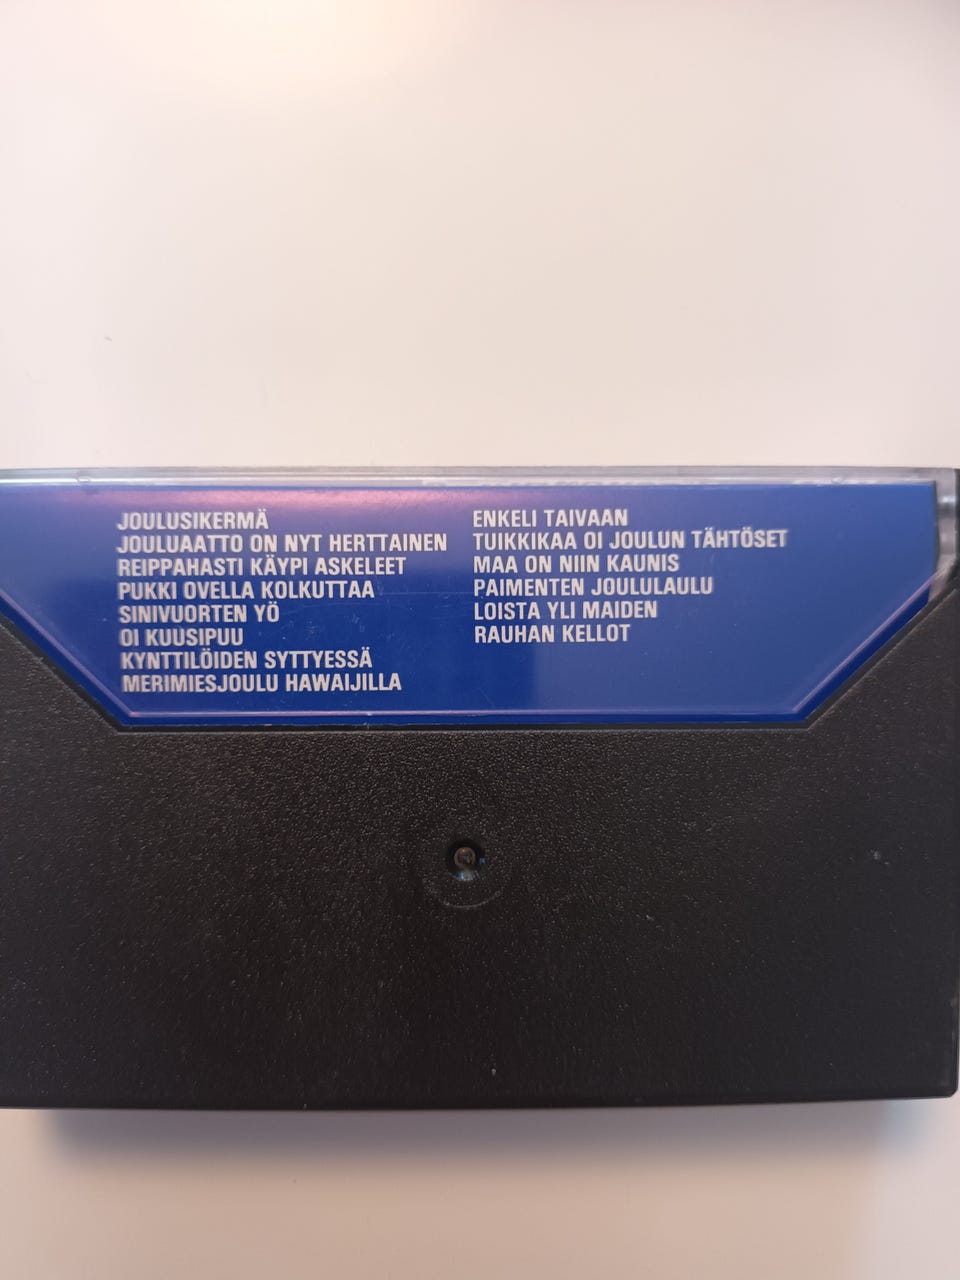 JOULUSIKERMÄ
JOULUAATTO ON NYT HERTTAINEN
REIPPAHASTI KÄYPI ASKELEET
PUKKI OVELLA KOLKUTTAA
SINIVUORTEN YÖ
OI KUUSIPUU
KYNTTILÖIDEN SYTTYESSÄ
MERIMIESJOULU HAWAIJILLA
ENKELI TAIVAAN
TUIKKIKAA OI JOULUN TÄHTÖSET
MAA ON NIIN KAUNIS
PAIMENTEN JOULULAULU
LOISTA YLI MAIDEN
RAUHAN KELLOT